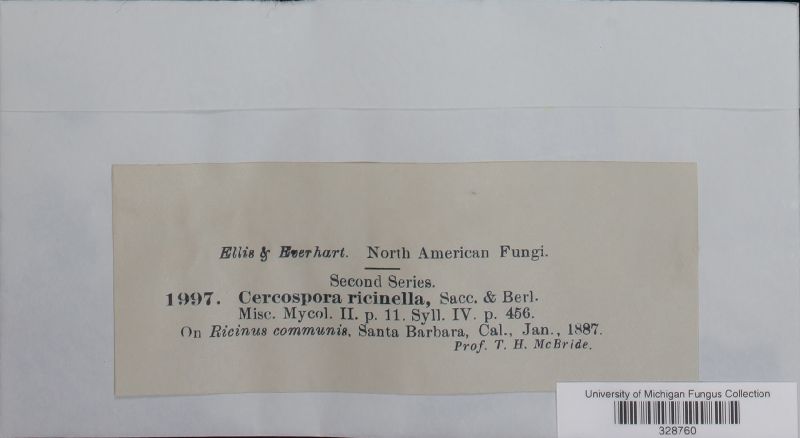 Ellis & Everhart. North American Fungi.
Second Series.
1997. Cercospora ricinella, Sacc. & Berl.
Misc. Mycol. II. p. 11. Syll. IV. p. 456.
On Ricinus communis, Santa Barbara, Cal., Jan., 1887.
Prof. T. H. McBride.
University of Michigan Fungus Collection
328760